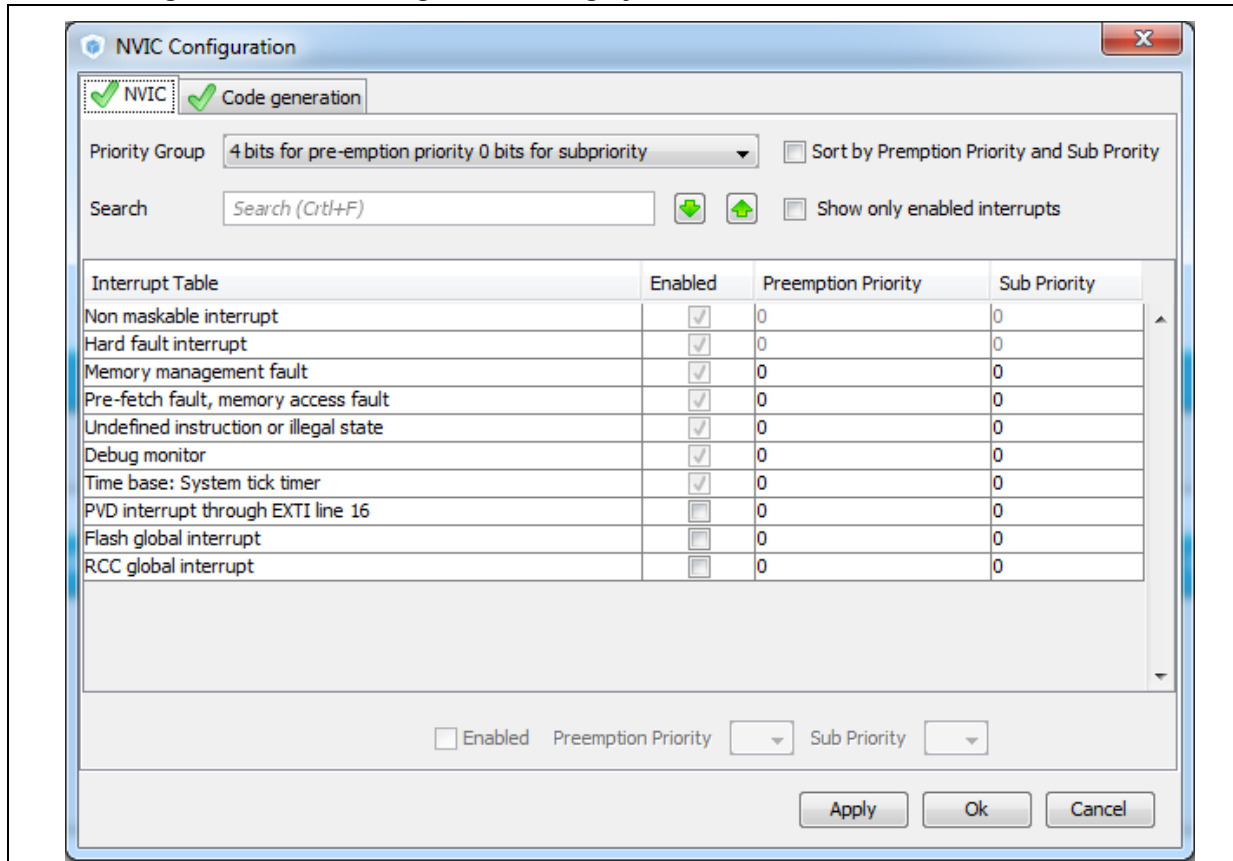 NVIC Configuration
NVIC Code generation
Priority Group 4 bits for pre-emption priority 0 bits for subpriority Sort by Premption Priority and Sub Prority
Search Search (Crtl+F) Show only enabled interrupts
Interrupt Table Enabled Preemption Priority Sub Priority
Non maskable interrupt 0 0
Hard fault interrupt 0 0
Memory management fault 0 0
Pre-fetch fault, memory access fault 0 0
Undefined instruction or illegal state 0 0
Debug monitor 0 0
Time base: System tick timer 0 0
PVD interrupt through EXTI line 16 0 0
Flash global interrupt 0 0
RCC global interrupt 0 0
Enabled Preemption Priority Sub Priority
Apply Ok Cancel